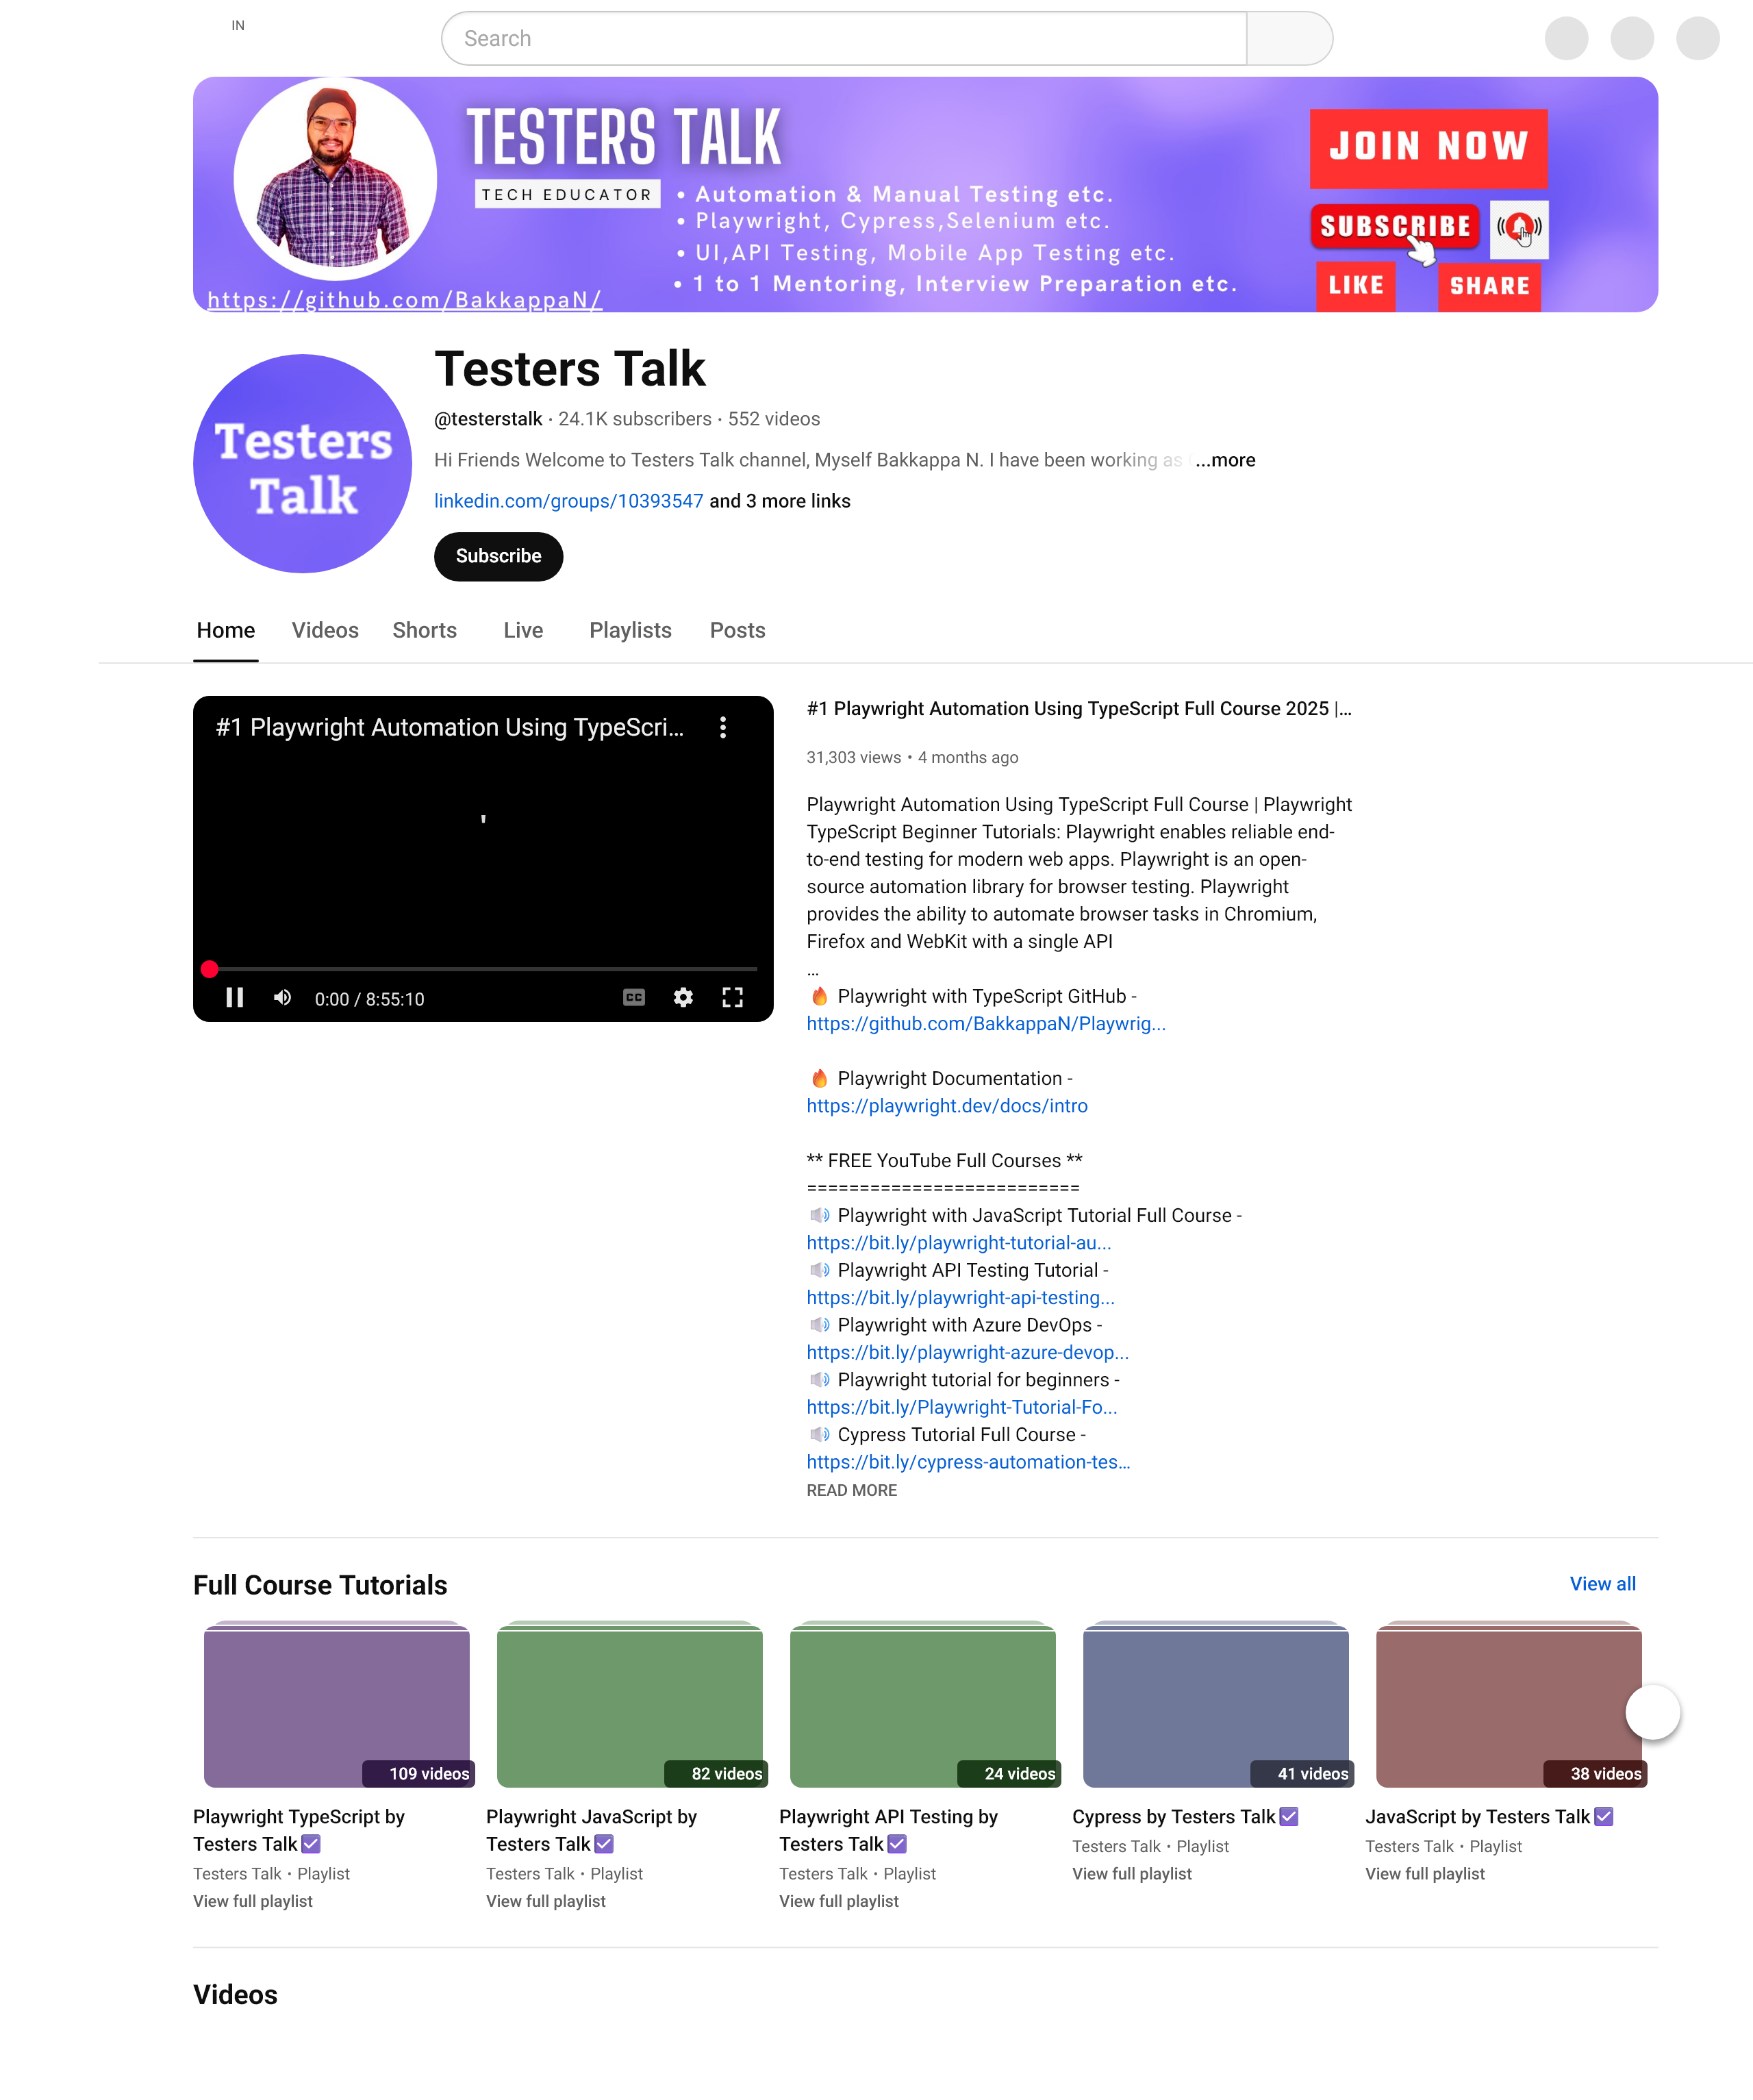 IN
Search
TESTERS TALK
TECH EDUCATOR
• Automation & Manual Testing etc.
• Playwright, Cypress,Selenium etc.
• UI,API Testing, Mobile App Testing etc.
• 1 to 1 Mentoring, Interview Preparation etc.
https://github.com/BakkappaN/
JOIN NOW
SUBSCRIBE
LIKE
SHARE
Testers
Talk
Testers Talk
@testerstalk • 24.1K subscribers • 552 videos
Hi Friends Welcome to Testers Talk channel, Myself Bakkappa N. I have been working as ...more
linkedin.com/groups/10393547 and 3 more links
Subscribe
Home Videos Shorts Live Playlists Posts
#1 Playwright Automation Using TypeScri...
0:00 / 8:55:10
CC
#1 Playwright Automation Using TypeScript Full Course 2025 |...
31,303 views • 4 months ago
Playwright Automation Using TypeScript Full Course | Playwright
TypeScript Beginner Tutorials: Playwright enables reliable end-
to-end testing for modern web apps. Playwright is an open-
source automation library for browser testing. Playwright
provides the ability to automate browser tasks in Chromium,
Firefox and WebKit with a single API
...
🔥 Playwright with TypeScript GitHub -
https://github.com/BakkappaN/Playwrig...
🔥 Playwright Documentation -
https://playwright.dev/docs/intro
** FREE YouTube Full Courses **
==========================
🔊 Playwright with JavaScript Tutorial Full Course -
https://bit.ly/playwright-tutorial-au...
🔊 Playwright API Testing Tutorial -
https://bit.ly/playwright-api-testing...
🔊 Playwright with Azure DevOps -
https://bit.ly/playwright-azure-devop...
🔊 Playwright tutorial for beginners -
https://bit.ly/Playwright-Tutorial-Fo...
🔊 Cypress Tutorial Full Course -
https://bit.ly/cypress-automation-tes...
READ MORE
Full Course Tutorials
View all
109 videos
Playwright TypeScript by
Testers Talk☑
Testers Talk • Playlist
View full playlist
82 videos
Playwright JavaScript by
Testers Talk☑
Testers Talk • Playlist
View full playlist
24 videos
Playwright API Testing by
Testers Talk☑
Testers Talk • Playlist
View full playlist
41 videos
Cypress by Testers Talk☑
Testers Talk • Playlist
View full playlist
38 videos
JavaScript by Testers Talk☑
Testers Talk • Playlist
View full playlist
Videos